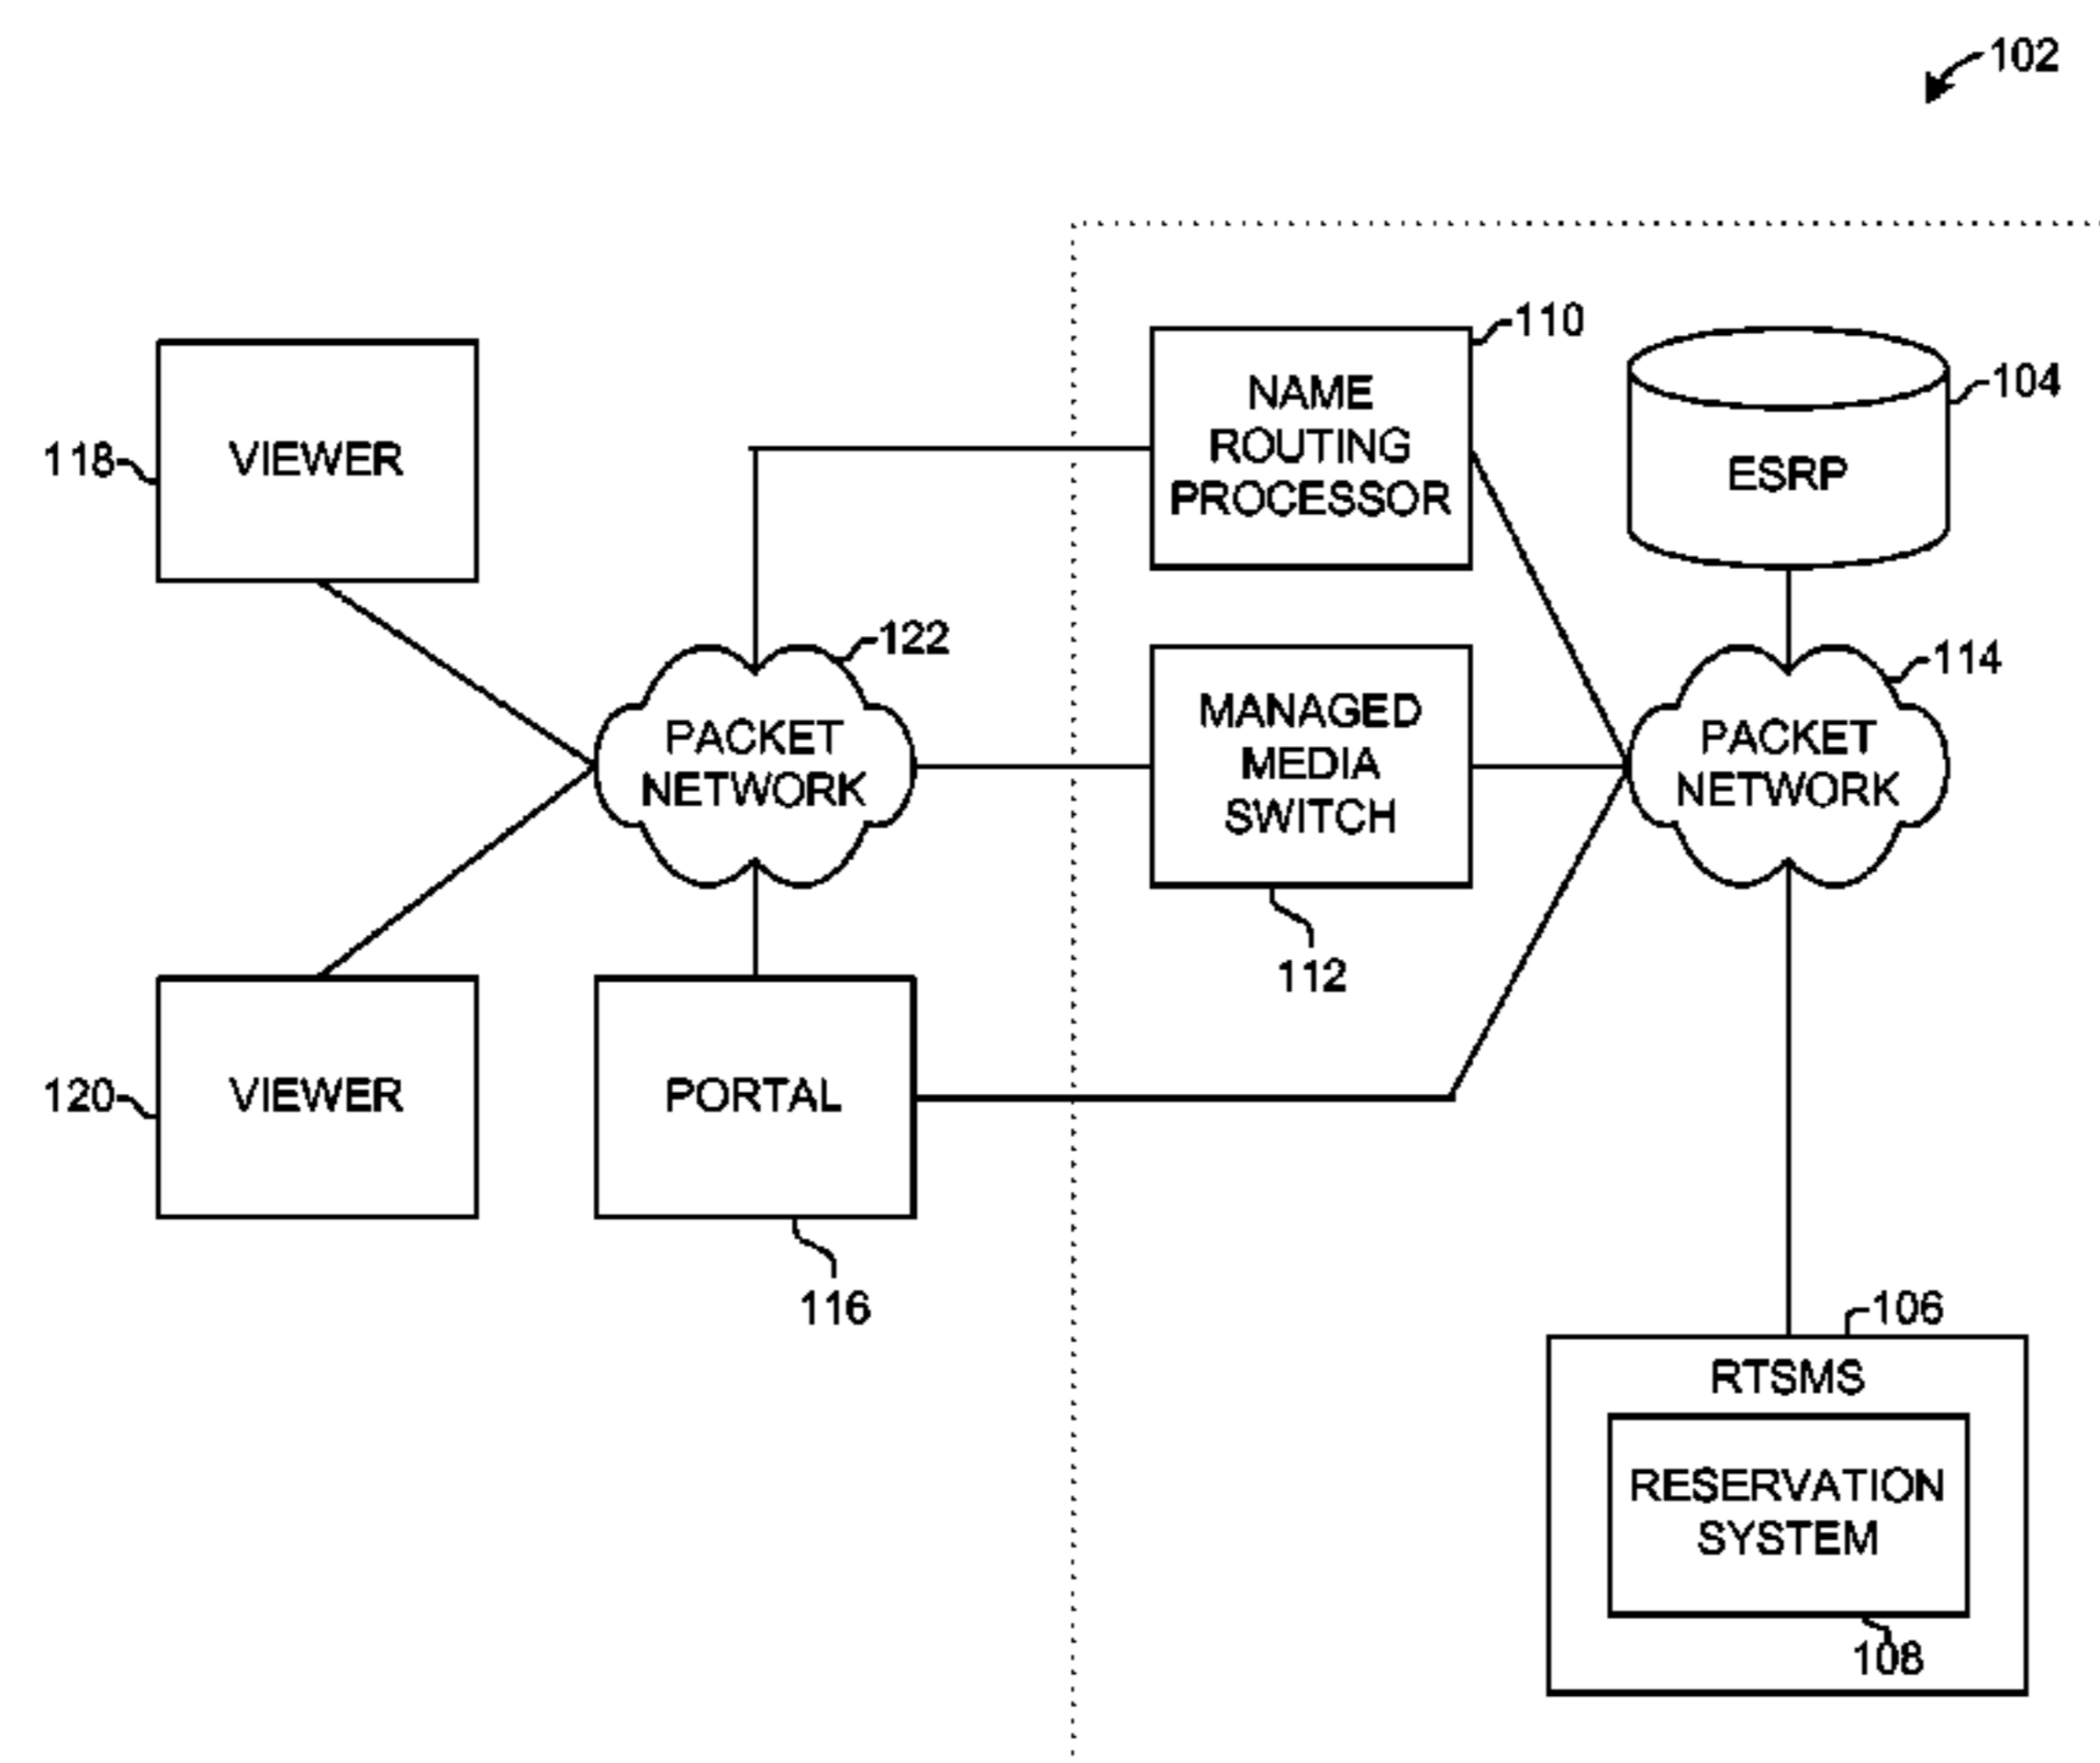 102
110
NAME
ROUTING
PROCESSOR
104
ESRP
118
VIEWER
122
PACKET
NETWORK
MANAGED
MEDIA
SWITCH
112
114
PACKET
NETWORK
120
VIEWER
PORTAL
116
106
RTSMS
RESERVATION
SYSTEM
108